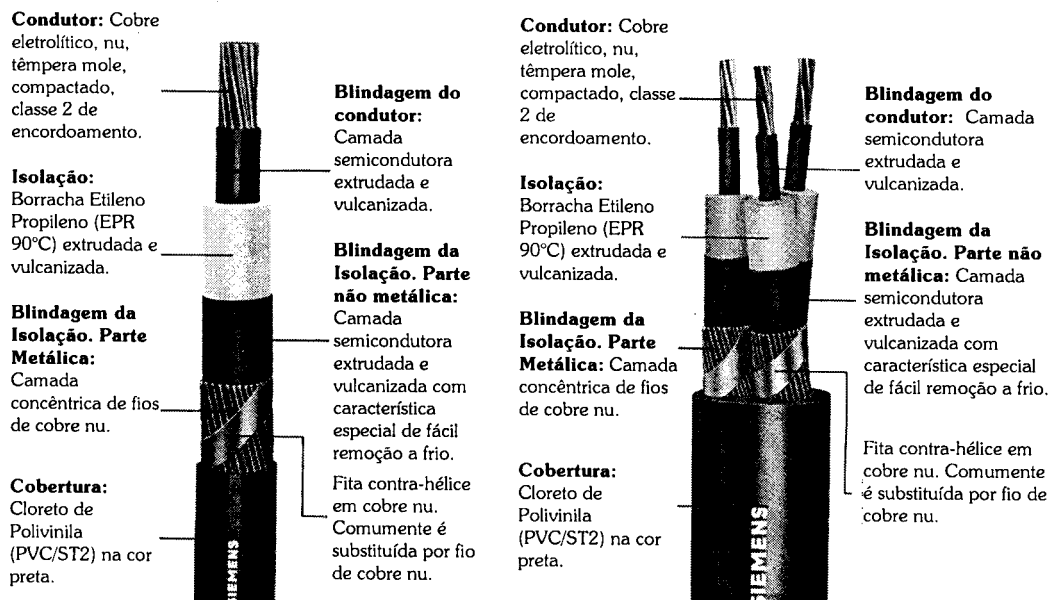 Condutor: Cobre
eletrolítico, nu,
têmpera mole,
compactado,
classe 2 de
encordoamento.
Isolação:
Borracha Etileno
Propileno (EPR
90°C) extrudada e
vulcanizada.
Blindagem da
Isolação. Parte
Metálica:
Camada
concêntrica de fios
de cobre nu.
Cobertura:
Cloreto de
Polivinila
(PVC/ST2) na cor
preta.
SIEMENS
Blindagem do
condutor:
Camada
semicondutora
extrudada e
vulcanizada.
Blindagem da
Isolação. Parte
não metálica:
Camada
semicondutora
extrudada e
vulcanizada com
característica
especial de fácil
remoção a frio.
Fita contra-hélice
em cobre nu.
Comumente é
substituída por fio
de cobre nu.
Condutor: Cobre
eletrolítico, nu,
têmpera mole,
compactado, classe
2 de
encordoamento.
Isolação:
Borracha Etileno
Propileno (EPR
90°C) extrudada e
vulcanizada.
Blindagem da
Isolação. Parte
Metálica: Camada
concêntrica de fios
de cobre nu.
Cobertura:
Cloreto de
Polivinila
(PVC/ST2) na cor
preta.
SIEMENS
Blindagem do
condutor: Camada
semicondutora
extrudada e
vulcanizada.
Blindagem da
Isolação. Parte não
metálica: Camada
semicondutora
extrudada e
vulcanizada com
característica especial
de fácil remoção a frio.
Fita contra-hélice em
cobre nu. Comumente
é substituída por fio de
cobre nu.